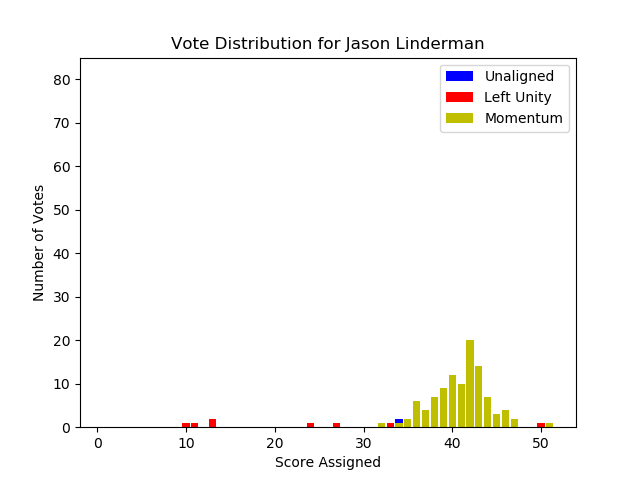 Vote Distribution for Jason Linderman
Unaligned
Left Unity
Momentum
80
70
60
50
40
30
20
10
0
Number of Votes
0 10 20 30 40 50
Score Assigned